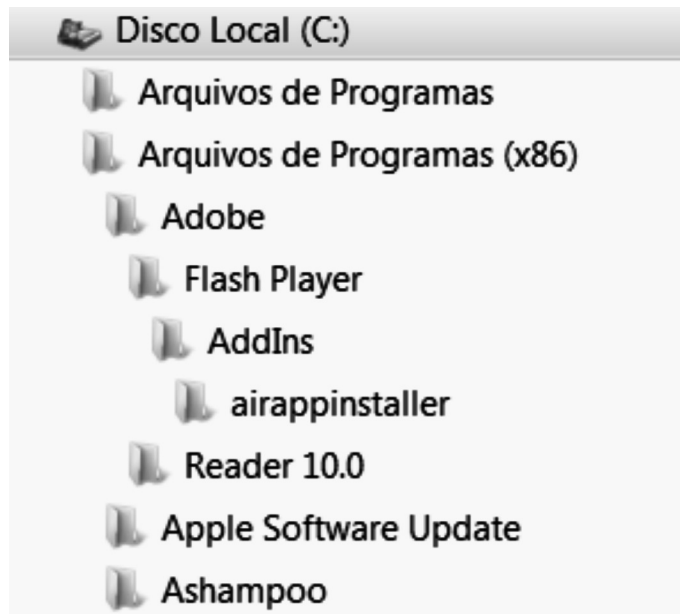 Disco Local (C:)
Arquivos de Programas
Arquivos de Programas (x86)
Adobe
Flash Player
AddIns
airappinstaller
Reader 10.0
Apple Software Update
Ashampoo